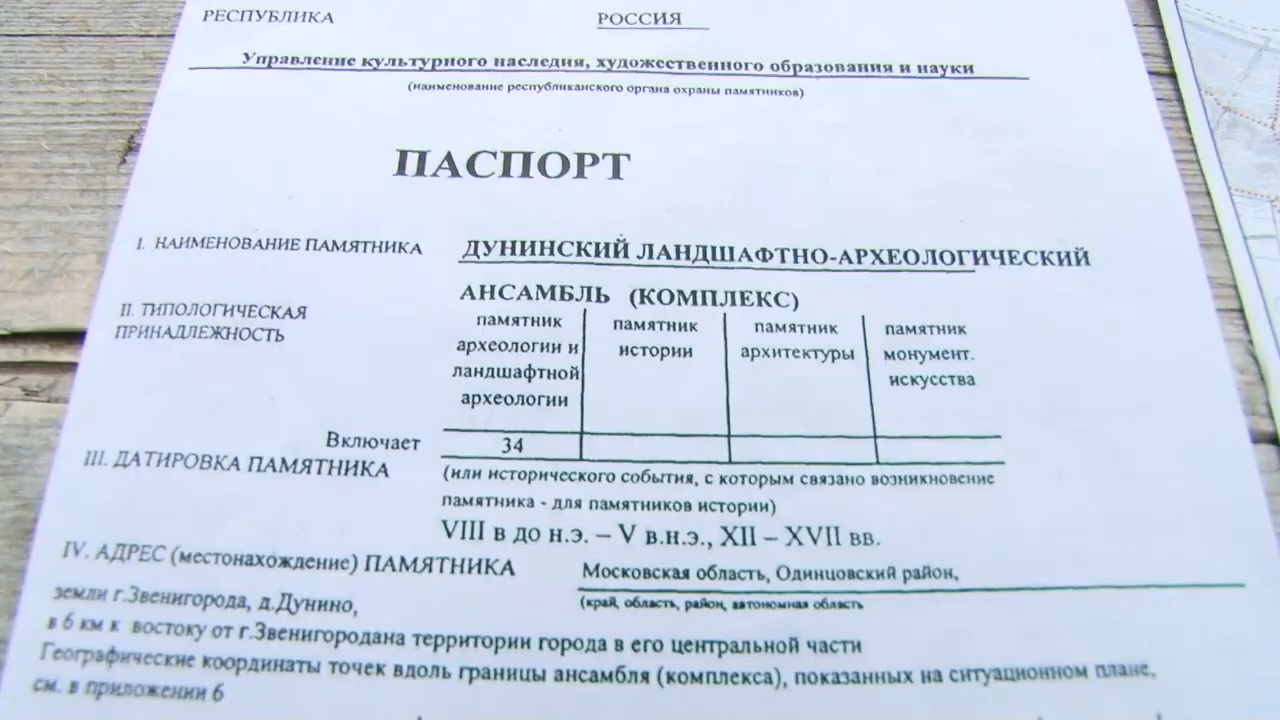 РЕСПУБЛИКА РОССИЯ
Управление культурного наследия, художественного образования и науки
(наименование республиканского органа охраны памятников)
ПАСПОРТ
I. НАИМЕНОВАНИЕ ПАМЯТНИКА ДУНИНСКИЙ ЛАНДШАФТНО-АРХЕОЛОГИЧЕСКИЙ
АНСАМБЛЬ (КОМПЛЕКС)
II. ТИПОЛОГИЧЕСКАЯ
ПРИНАДЛЕЖНОСТЬ
памятник
археологии и
ландшафтной
археологии
памятник
истории
памятник
архитектуры
памятник
монумент.
искусства
Включает 34
III. ДАТИРОВКА ПАМЯТНИКА
(или исторического события, с которым связано возникновение
памятника - для памятников истории)
VIII в до н.э. – V в.н.э., XII – XVII вв.
IV. АДРЕС (местонахождение) ПАМЯТНИКА Московская область, Одинцовский район,
(край, область, район, автономная область
земли г.Звенигорода, д.Дунино,
в 6 км к востоку от г.Звенигородана территории города в его центральной части
Географические координаты точек вдоль границы ансамбля (комплекса), показанных на ситуационном плане,
см. в приложении 6